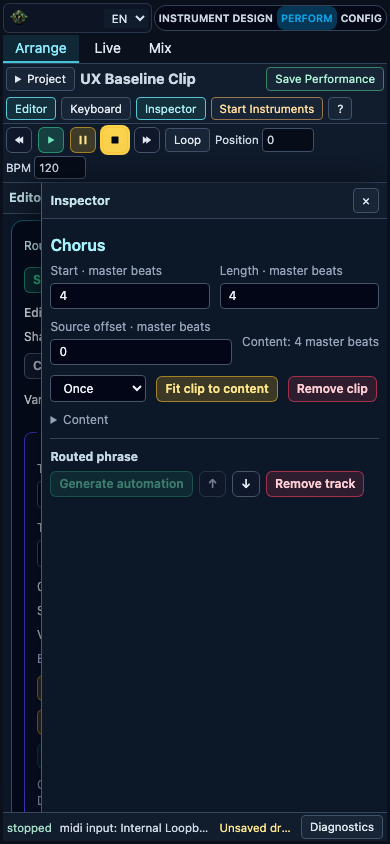 EN
INSTRUMENT DESIGN PERFORM CONFIG
Arrange Live Mix
Project UX Baseline Clip Save Performance
Editor Keyboard Inspector Start Instruments ?
Loop Position 0
BPM 120
Edito
Inspector ×
Chorus
Start · master beats Length · master beats
4 4
Source offset · master beats
0 Content: 4 master beats
Once Fit clip to content Remove clip
Content
Routed phrase
Generate automation ↑ ↓ Remove track
stopped midi input: Internal Loopb... Unsaved dr... Diagnostics